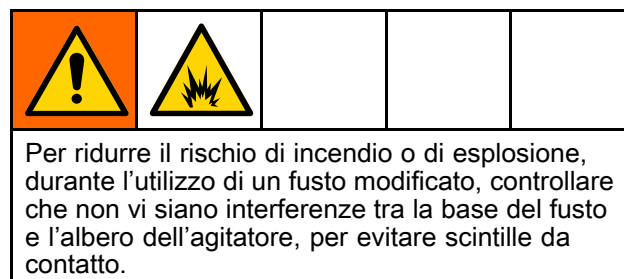 Per ridurre il rischio di incendio o di esplosione,
durante l'utilizzo di un fusto modificato, controllare
che non vi siano interferenze tra la base del fusto
e l'albero dell'agitatore, per evitare scintille da
contatto.